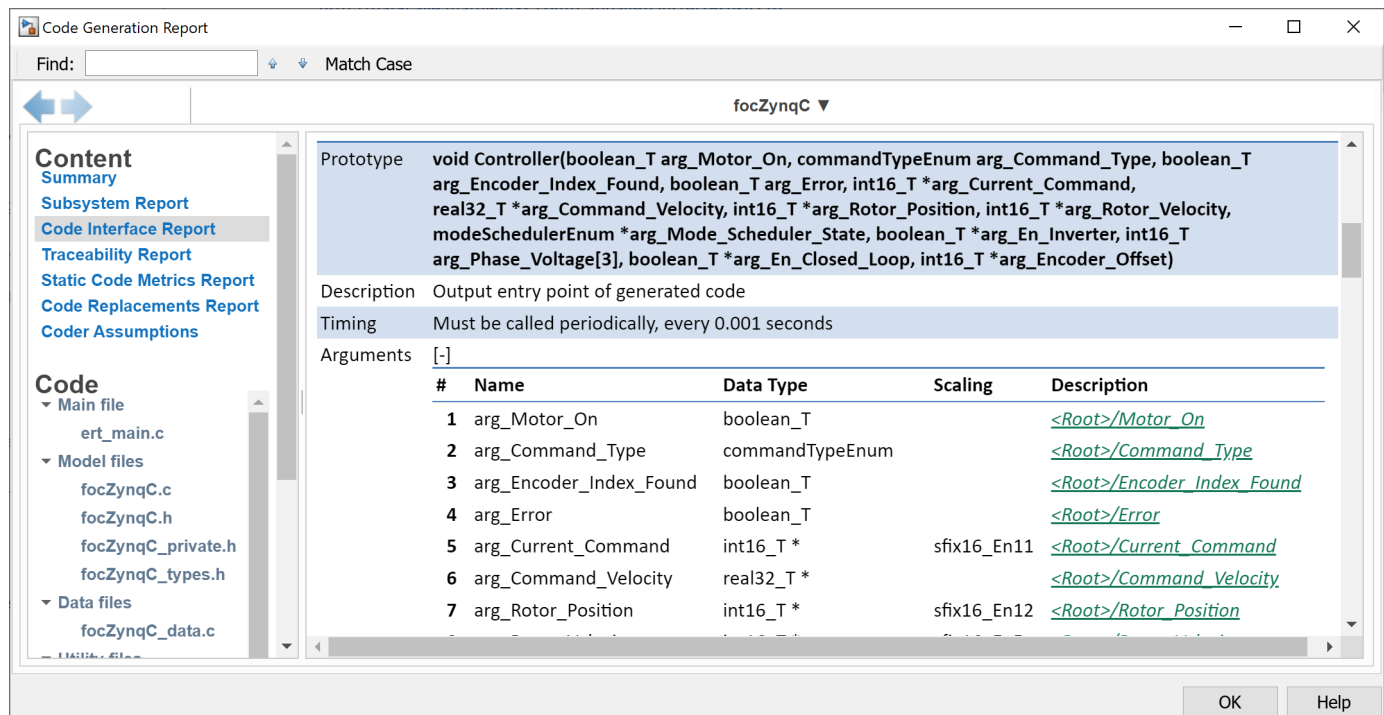 Code Generation Report
Find:
Match Case
focZynqC ▼
Content
Summary
Subsystem Report
Code Interface Report
Traceability Report
Static Code Metrics Report
Code Replacements Report
Coder Assumptions
Code
Main file
ert_main.c
Model files
focZynqC.c
focZynqC.h
focZynqC_private.h
focZynqC_types.h
Data files
focZynqC_data.c
Utility files
Prototype void Controller(boolean_T arg_Motor_On, commandTypeEnum arg_Command_Type, boolean_T
arg_Encoder_Index_Found, boolean_T arg_Error, int16_T *arg_Current_Command,
real32_T *arg_Command_Velocity, int16_T *arg_Rotor_Position, int16_T *arg_Rotor_Velocity,
modeSchedulerEnum *arg_Mode_Scheduler_State, boolean_T *arg_En_Inverter, int16_T
arg_Phase_Voltage[3], boolean_T *arg_En_Closed_Loop, int16_T *arg_Encoder_Offset)
Description Output entry point of generated code
Timing Must be called periodically, every 0.001 seconds
Arguments [-]
# Name Data Type Scaling Description
1 arg_Motor_On boolean_T <Root>/Motor_On
2 arg_Command_Type commandTypeEnum <Root>/Command_Type
3 arg_Encoder_Index_Found boolean_T <Root>/Encoder_Index_Found
4 arg_Error boolean_T <Root>/Error
5 arg_Current_Command int16_T * sfix16_En11 <Root>/Current_Command
6 arg_Command_Velocity real32_T * <Root>/Command_Velocity
7 arg_Rotor_Position int16_T * sfix16_En12 <Root>/Rotor_Position
OK
Help